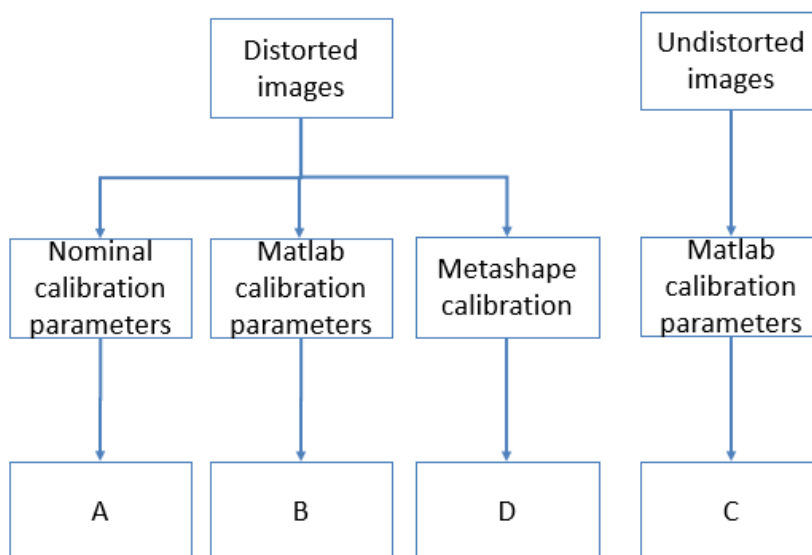 Distorted
images
Undistorted
images
Nominal
calibration
parameters
Matlab
calibration
parameters
Metashape
calibration
Matlab
calibration
parameters
A
B
D
C